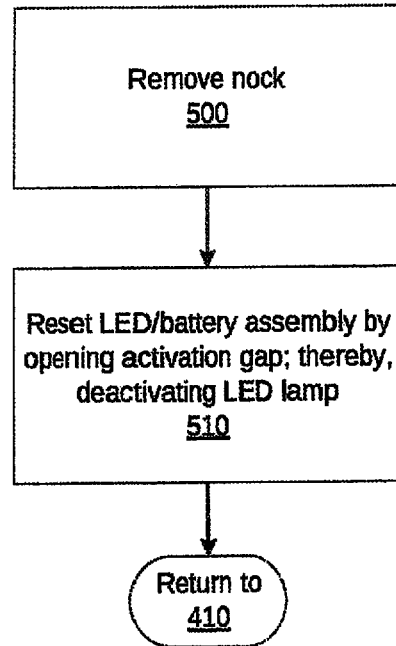 Remove nock
500
Reset LED/battery assembly by
opening activation gap; thereby,
deactivating LED lamp
510
Return to
410